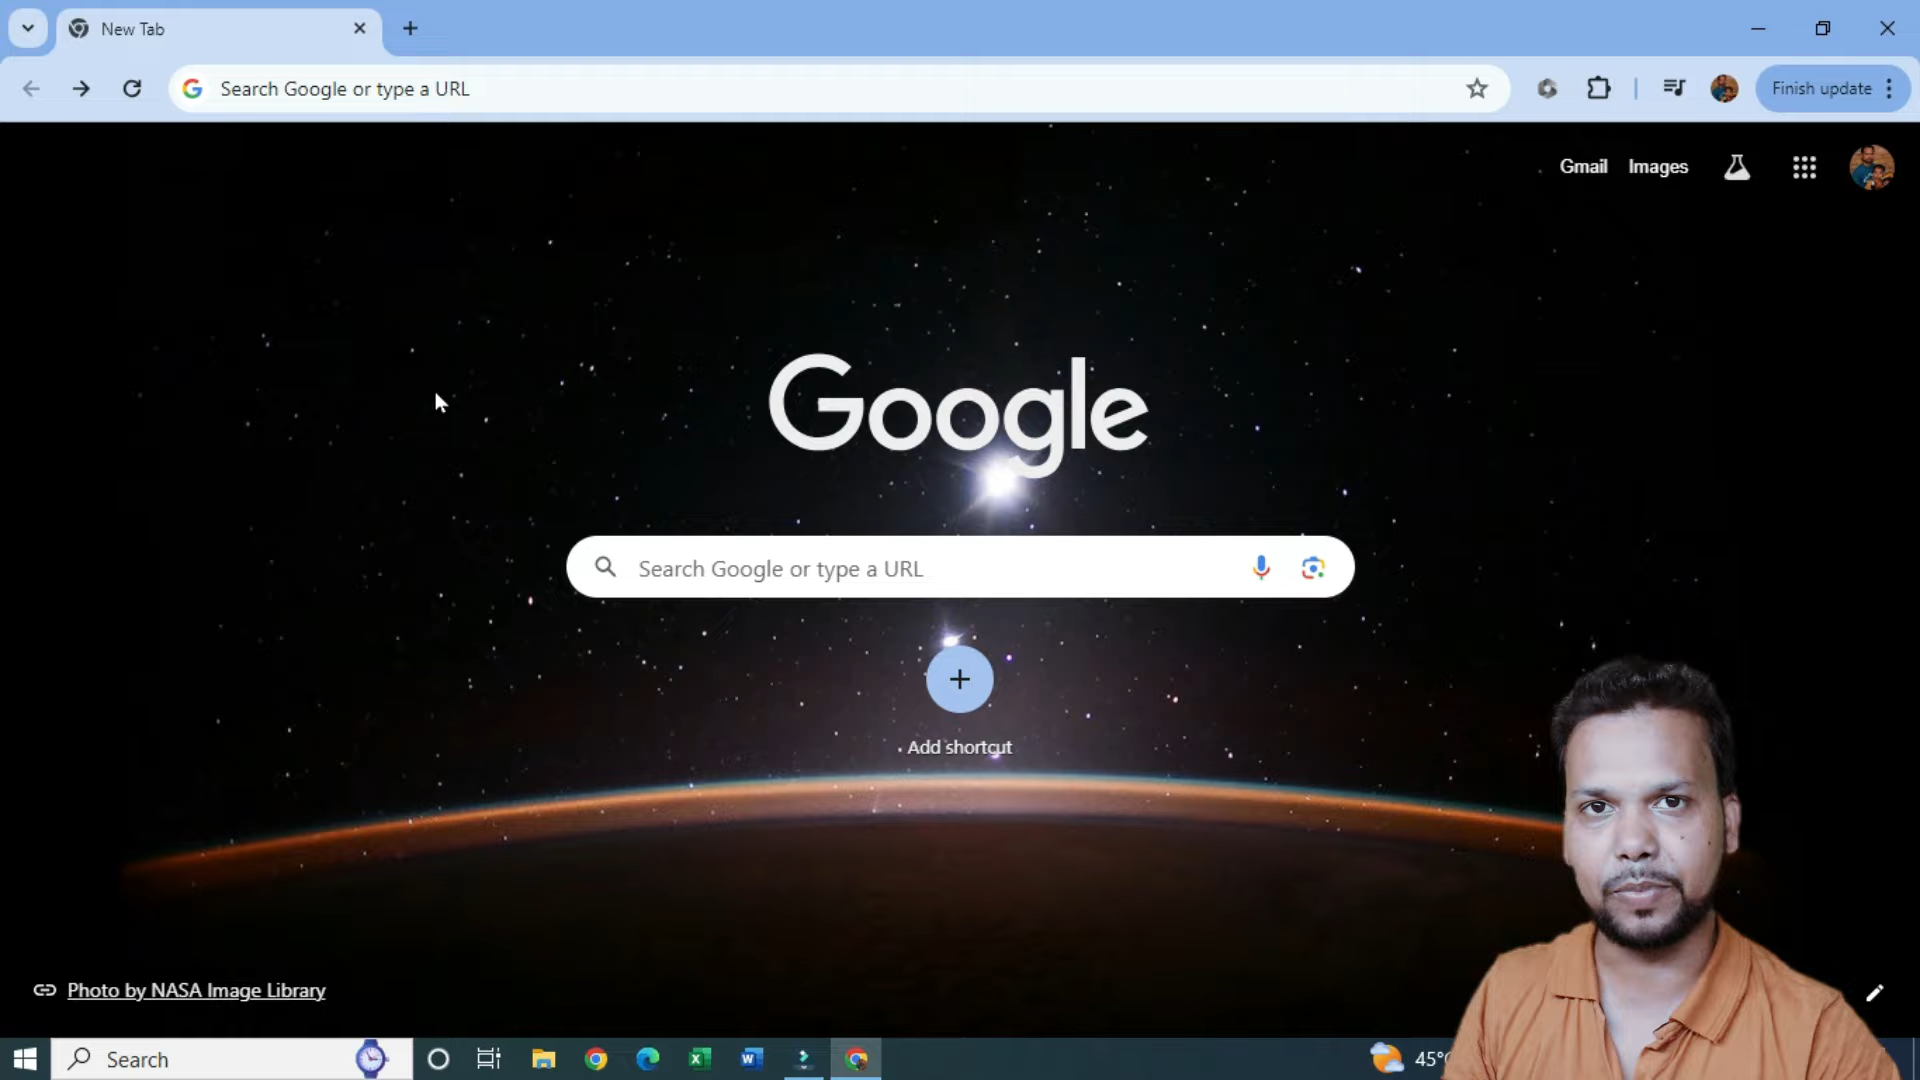 New Tab
Search Google or type a URL
Finish update
Gmail Images
Google
Search Google or type a URL
Add shortcut
Photo by NASA Image Library
Search
45°C